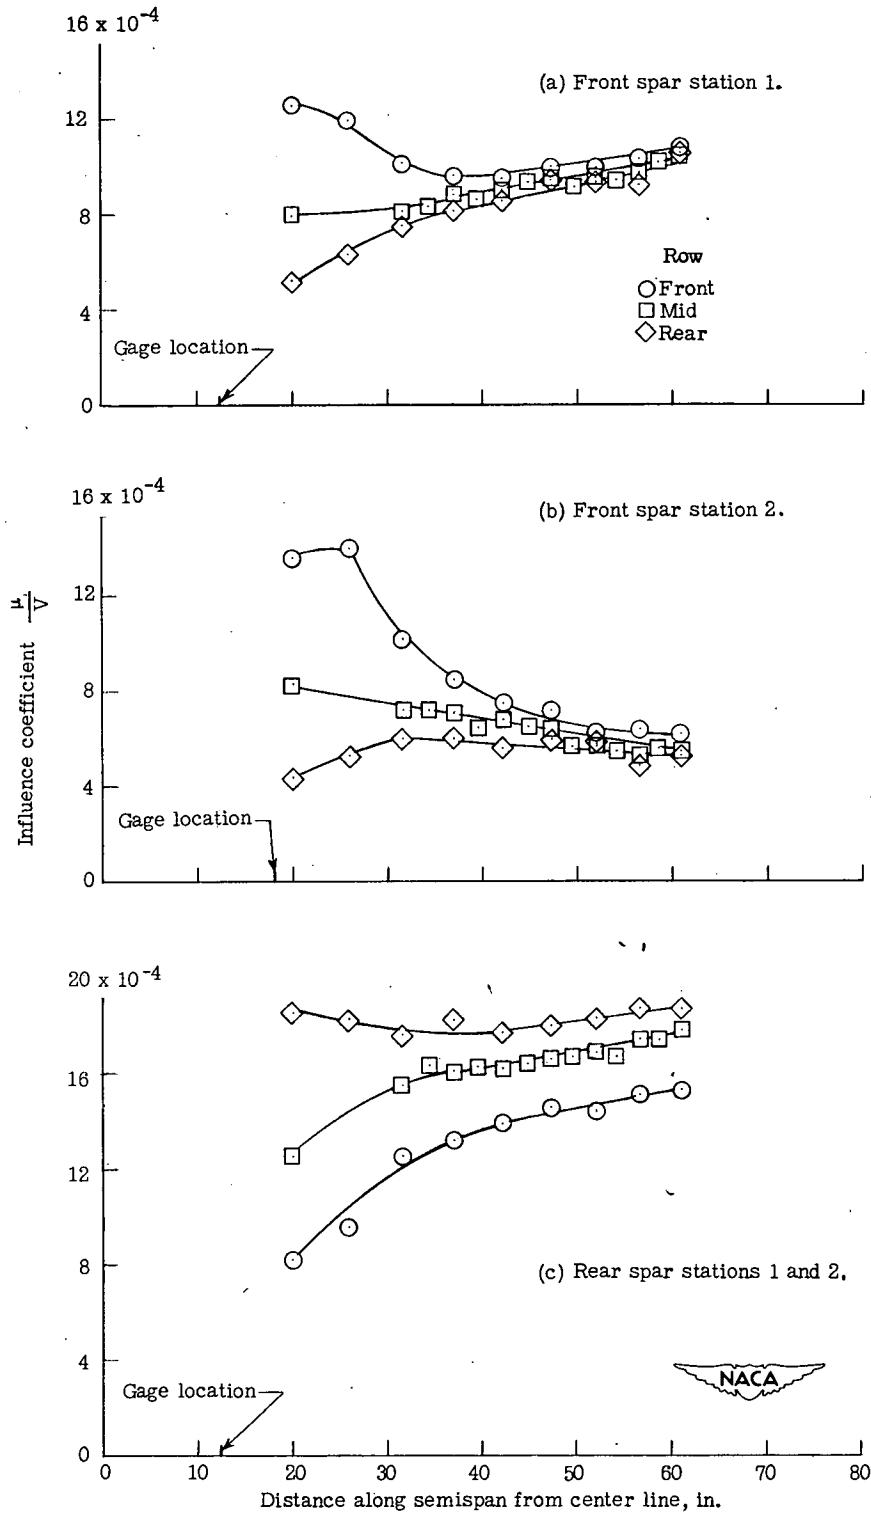 16 x 10-4
(a) Front spar station 1.
12
8
Row
Front
Mid
Rear
4
Gage location
0
16 x 10-4
(b) Front spar station 2.
12
8
4
Gage location
0
Influence coefficient μ/V
20 x 10-4
16
12
8
(c) Rear spar stations 1 and 2.
4
NACA
Gage location
0
0 10 20 30 40 50 60 70 80
Distance along semispan from center line, in.